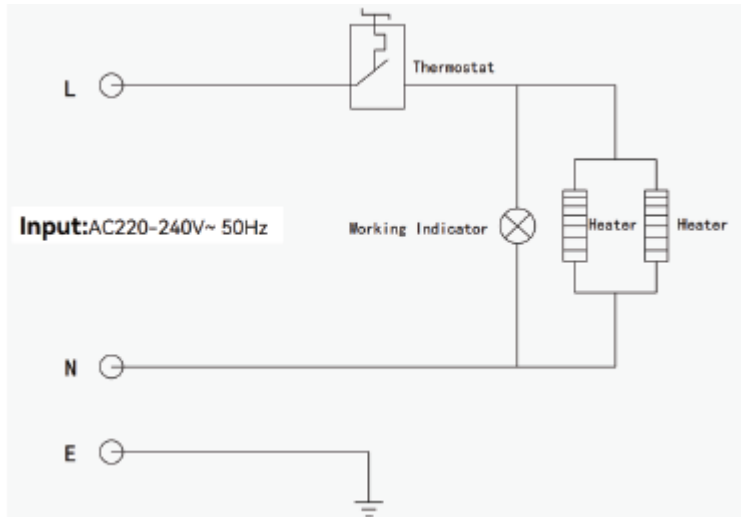 Thermostat
L
Input:AC220-240V~ 50Hz
Working Indicator
Heater
Heater
N
E